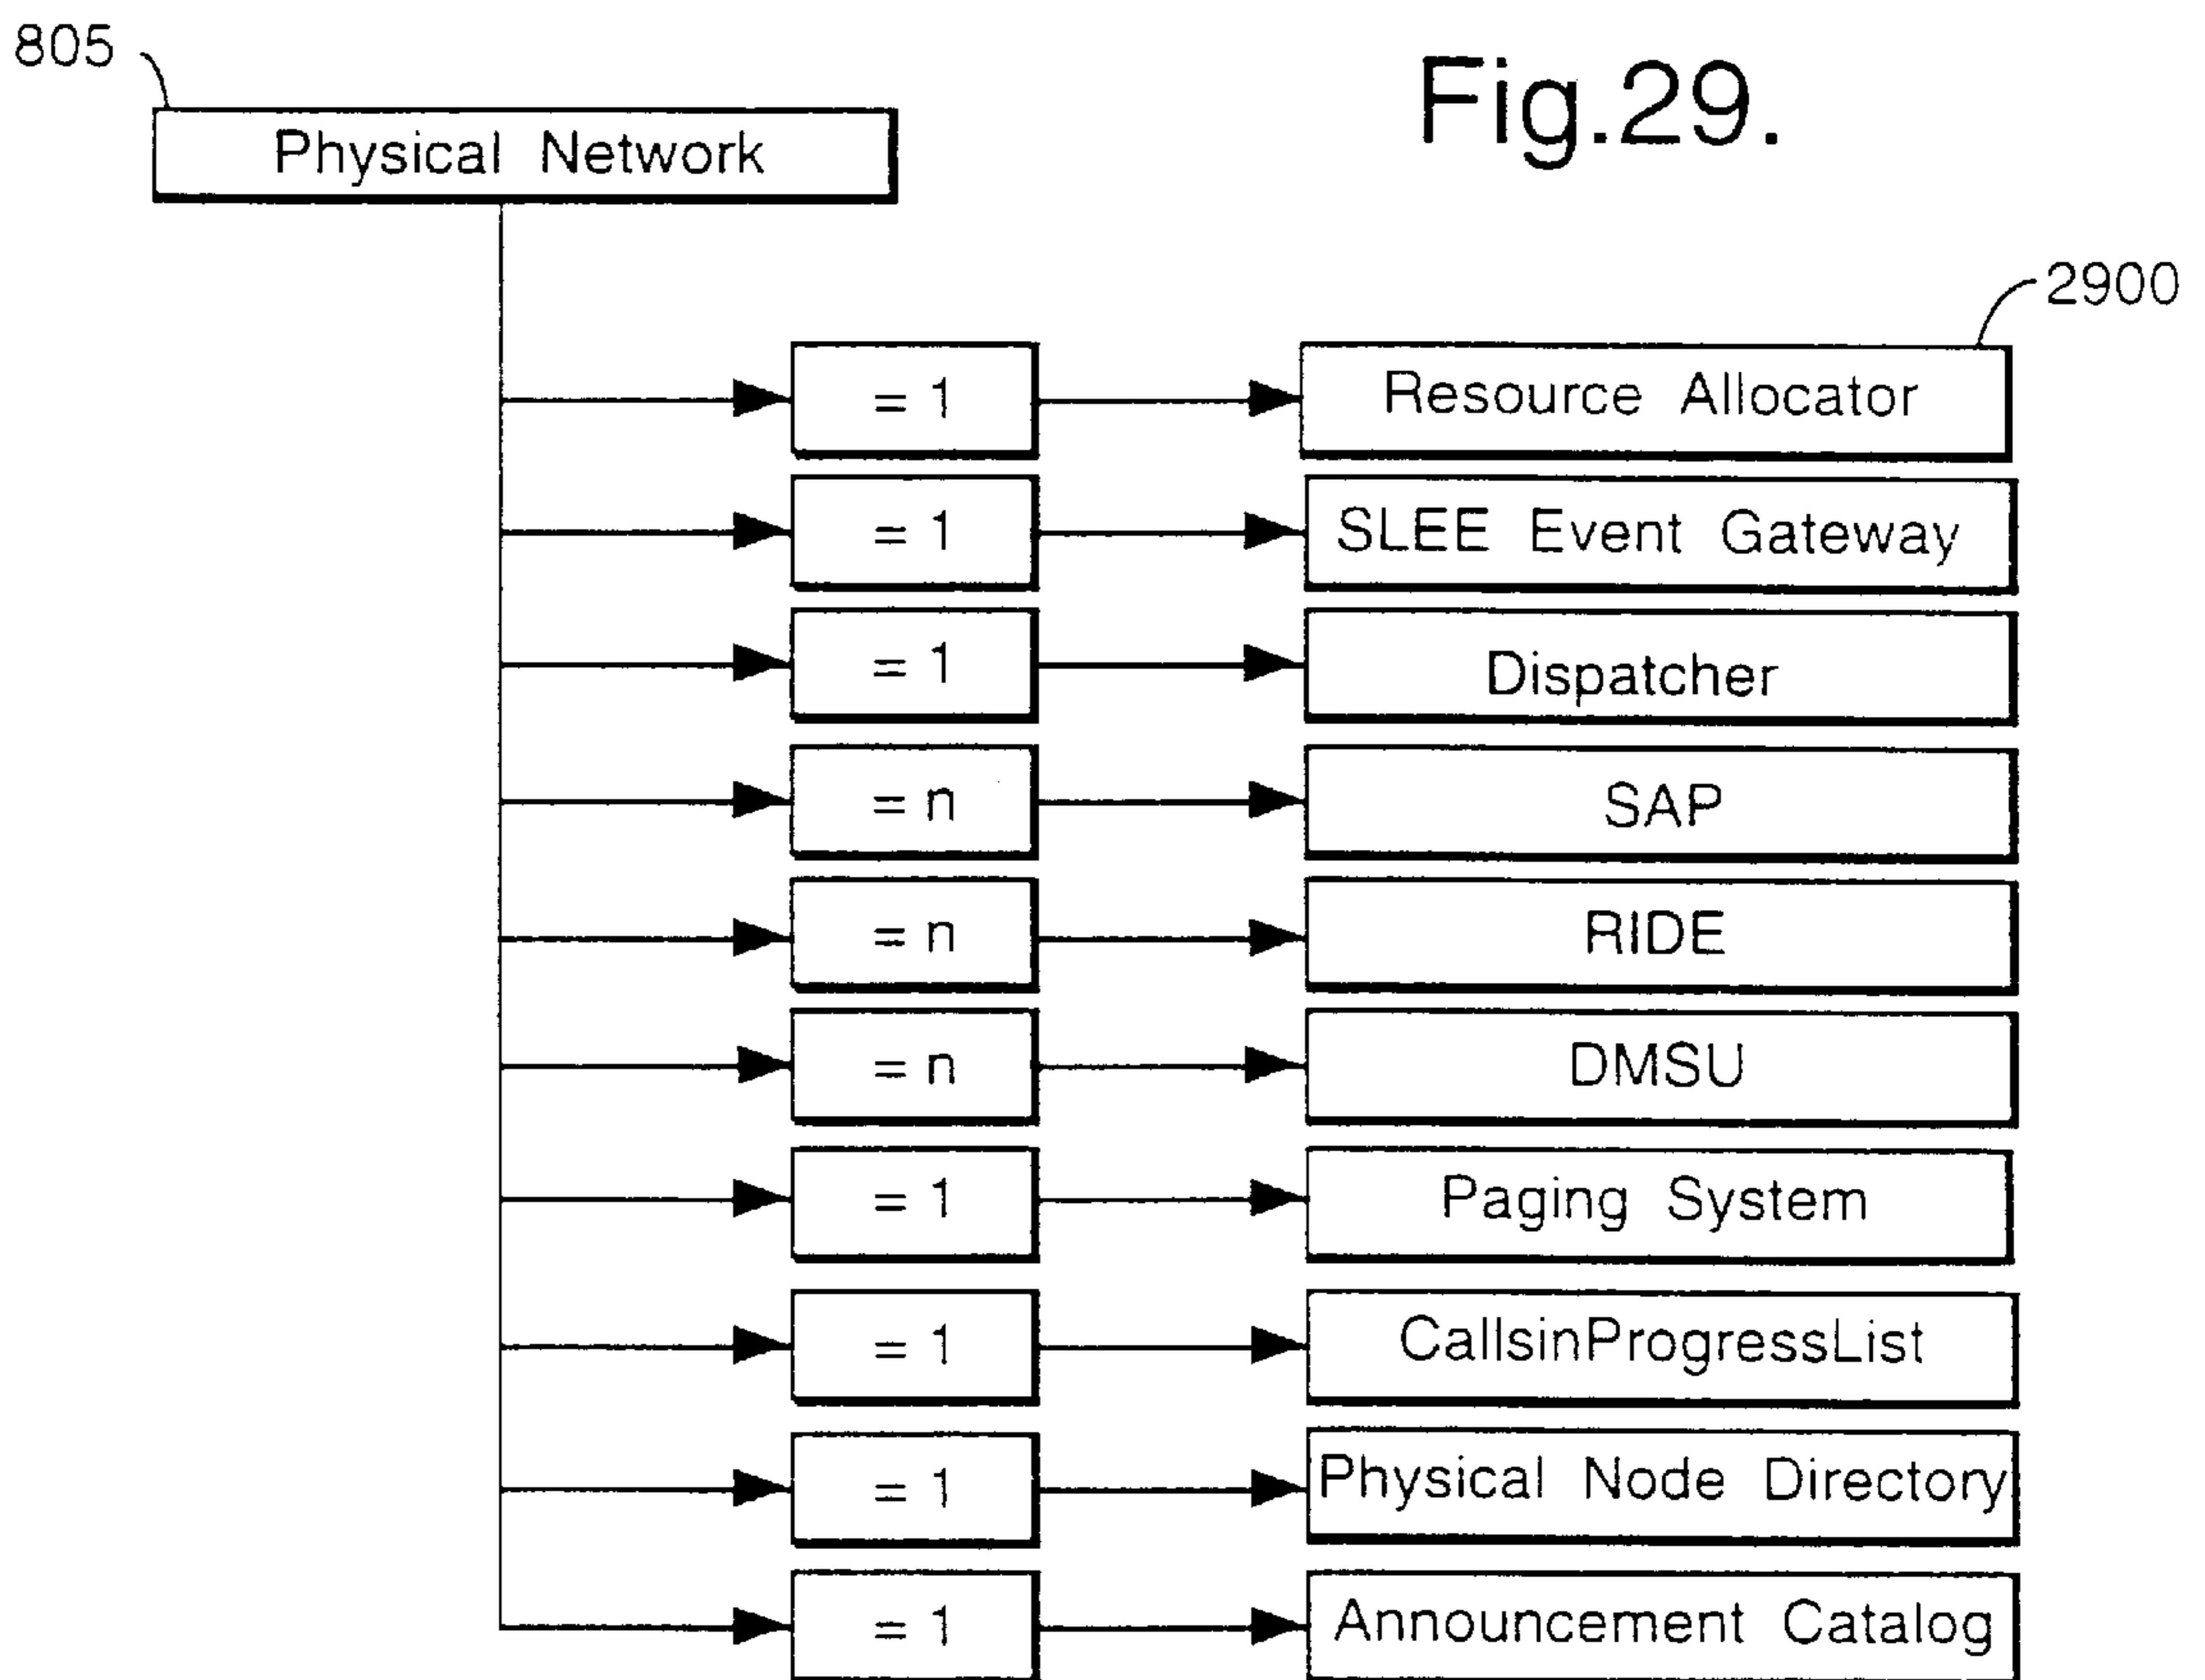 805
Fig.29.
Physical Network
2900
= 1
Resource Allocator
= 1
SLEE Event Gateway
= 1
Dispatcher
= n
SAP
= n
RIDE
= n
DMSU
= 1
Paging System
= 1
CallsinProgressList
= 1
Physical Node Directory
= 1
Announcement Catalog